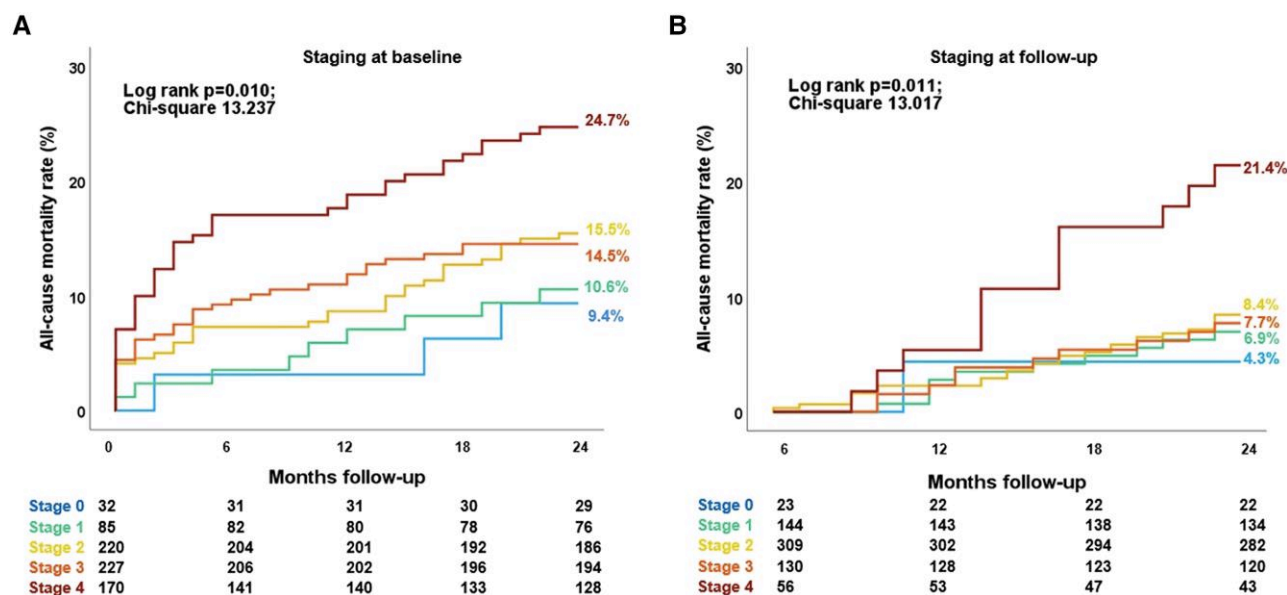 A
Staging at baseline
Log rank p=0.010;
Chi-square 13.237
All-cause mortality rate (%)
30
20
10
0
24.7%
15.5%
14.5%
10.6%
9.4%
0 6 12 18 24
Months follow-up
Stage 0 32 31 31 30 29
Stage 1 85 82 80 78 76
Stage 2 220 204 201 192 186
Stage 3 227 206 202 196 194
Stage 4 170 141 140 133 128
B
Staging at follow-up
Log rank p=0.011;
Chi-square 13.017
All-cause mortality rate (%)
30
20
10
0
21.4%
8.4%
7.7%
6.9%
4.3%
6 12 18 24
Months follow-up
Stage 0 23 22 22 22
Stage 1 144 143 138 134
Stage 2 309 302 294 282
Stage 3 130 128 123 120
Stage 4 56 53 47 43